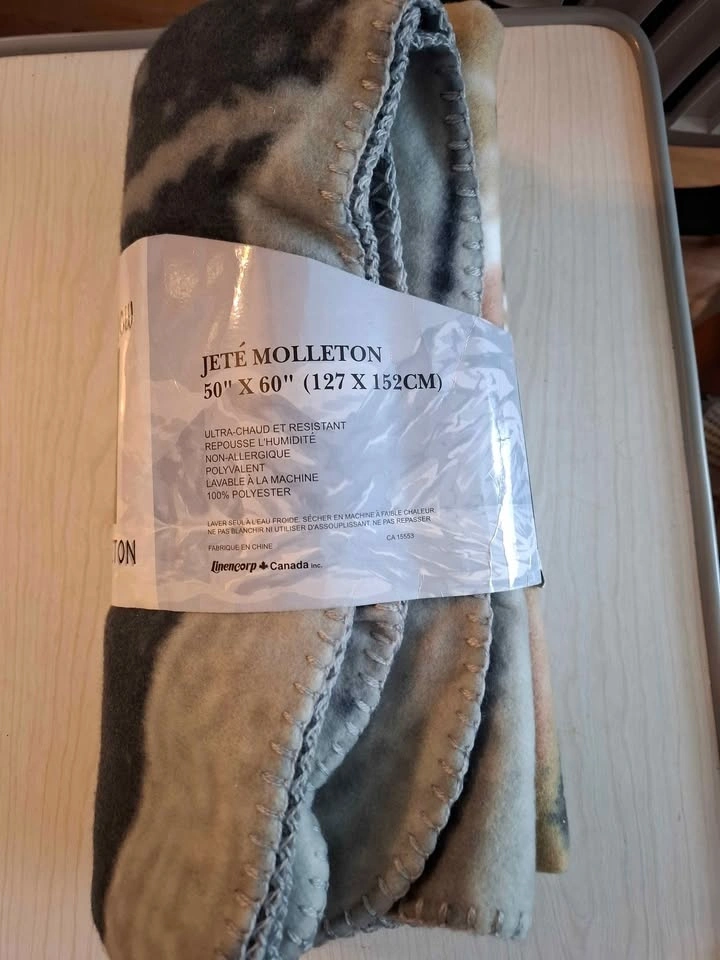 JETÉ MOLLETON
50" X 60" (127 X 152CM)
ULTRA-CHAUD ET RESISTANT
REPOUSSE L'HUMIDITÉ
NON-ALLERGIQUE
POLYVALENT
LAVABLE À LA MACHINE
100% POLYESTER
LAVER SEUL À L'EAU FROIDE. SÉCHER EN MACHINE À FAIBLE CHALEUR.
NE PAS BLANCHIR NI UTILISER D'ASSOUPLISSANT. NE PAS REPASSER
FABRIQUE EN CHINE
CA 15553
Linencorp Canada inc.
TON